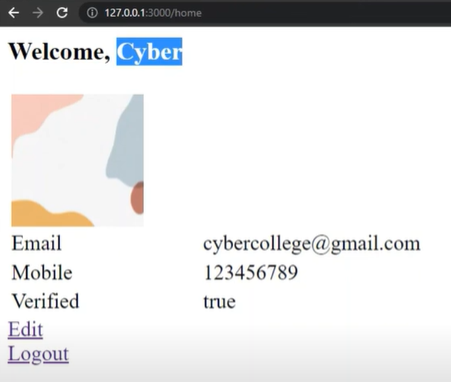 127.0.0.1:3000/home
Welcome, Cyber
Email cybercollege@gmail.com
Mobile 123456789
Verified true
Edit
Logout